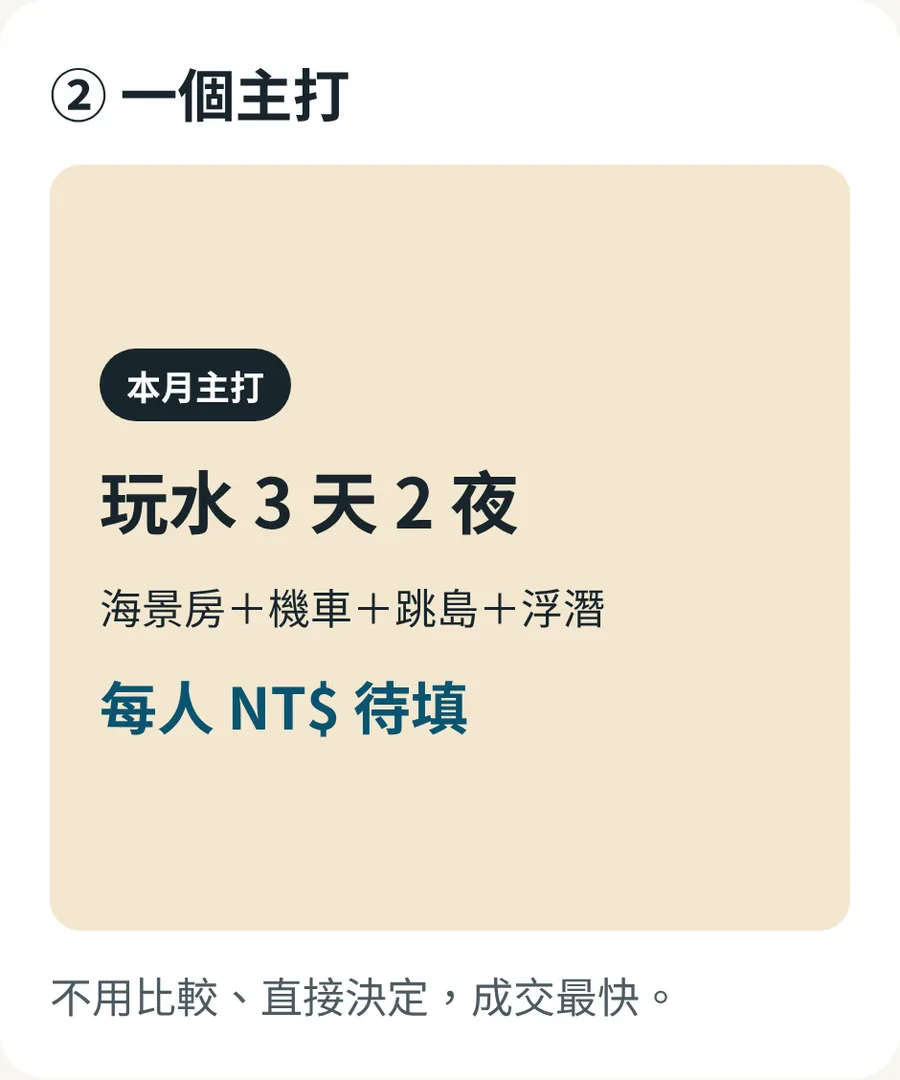 ② 一個主打
本月主打
玩水 3 天 2 夜
海景房＋機車＋跳島＋浮潛
每人 NT$ 待填
不用比較、直接決定，成交最快。